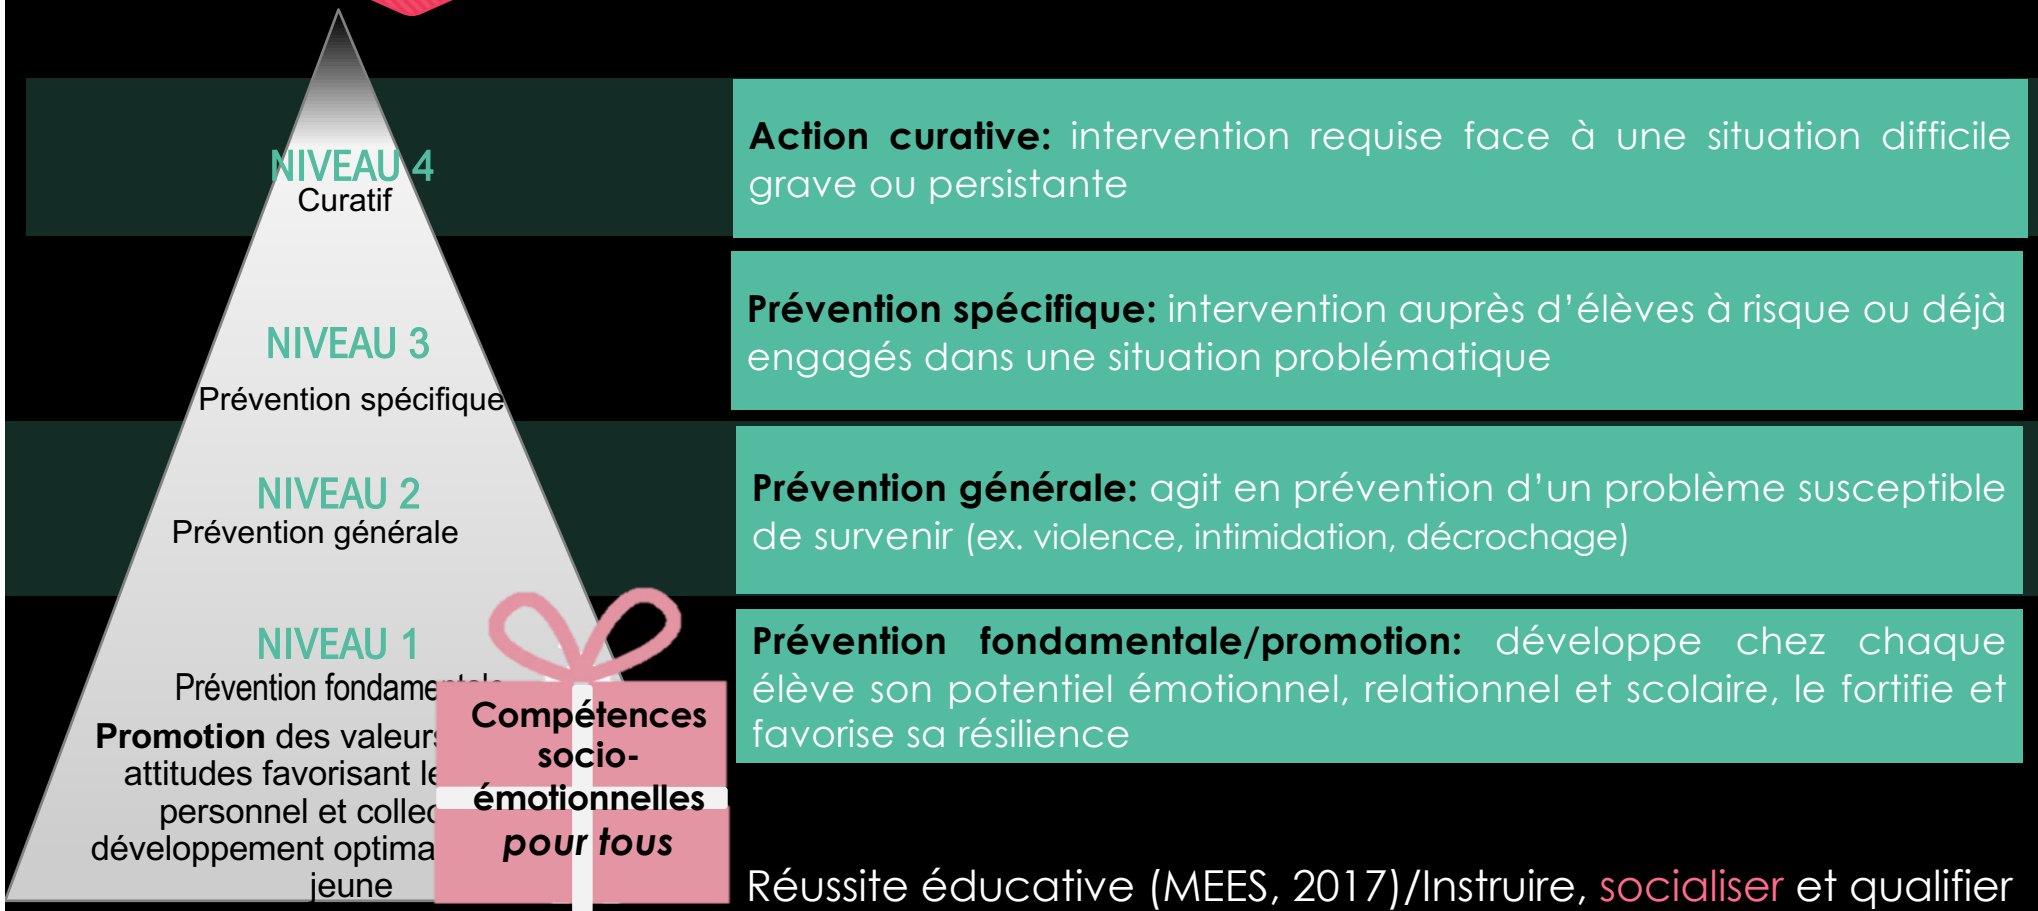 NIVEAU 4
Curatif
Action curative: intervention requise face à une situation difficile
grave ou persistante
NIVEAU 3
Prévention spécifique
Prévention spécifique: intervention auprès d’élèves à risque ou déjà
engagés dans une situation problématique
NIVEAU 2
Prévention générale
Prévention générale: agit en prévention d’un problème susceptible
de survenir (ex. violence, intimidation, décrochage)
NIVEAU 1
Prévention fondamentale
Promotion des valeurs
attitudes favorisant
personnel et
développement
jeune
Compétences
socio-
émotionnelles
pour tous
Prévention fondamentale/promotion: développe chez chaque
élève son potentiel émotionnel, relationnel et scolaire, le fortifie et
favorise sa résilience
Réussite éducative (MEES, 2017)/Instruire, socialiser et qualifier